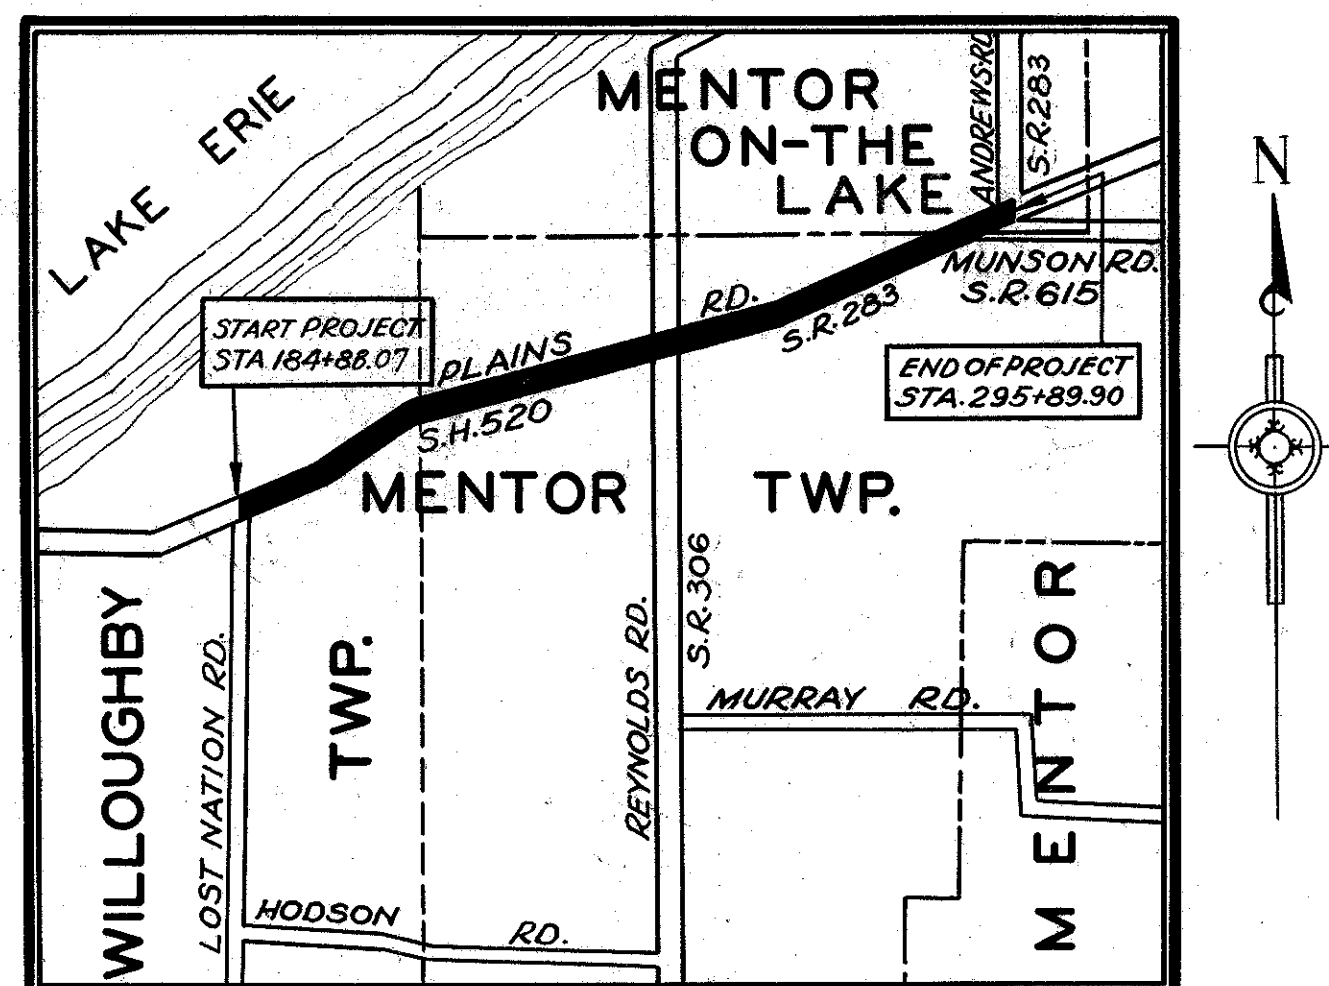 LAKE ERIE
MENTOR
ON-THE
LAKE
ANDREWS RD.
S.R. 283
N
MUNSON RD.
S.R. 615
START PROJECT
STA. 184+88.07
PLAINS RD.
S.R. 283
S.H. 520
END OF PROJECT
STA. 295+89.90
MENTOR TWP.
WILLOUGHBY TWP.
LOST NATION RD.
REYNOLDS RD.
S.R. 306
MURRAY RD.
MENTOR
HODSON RD.